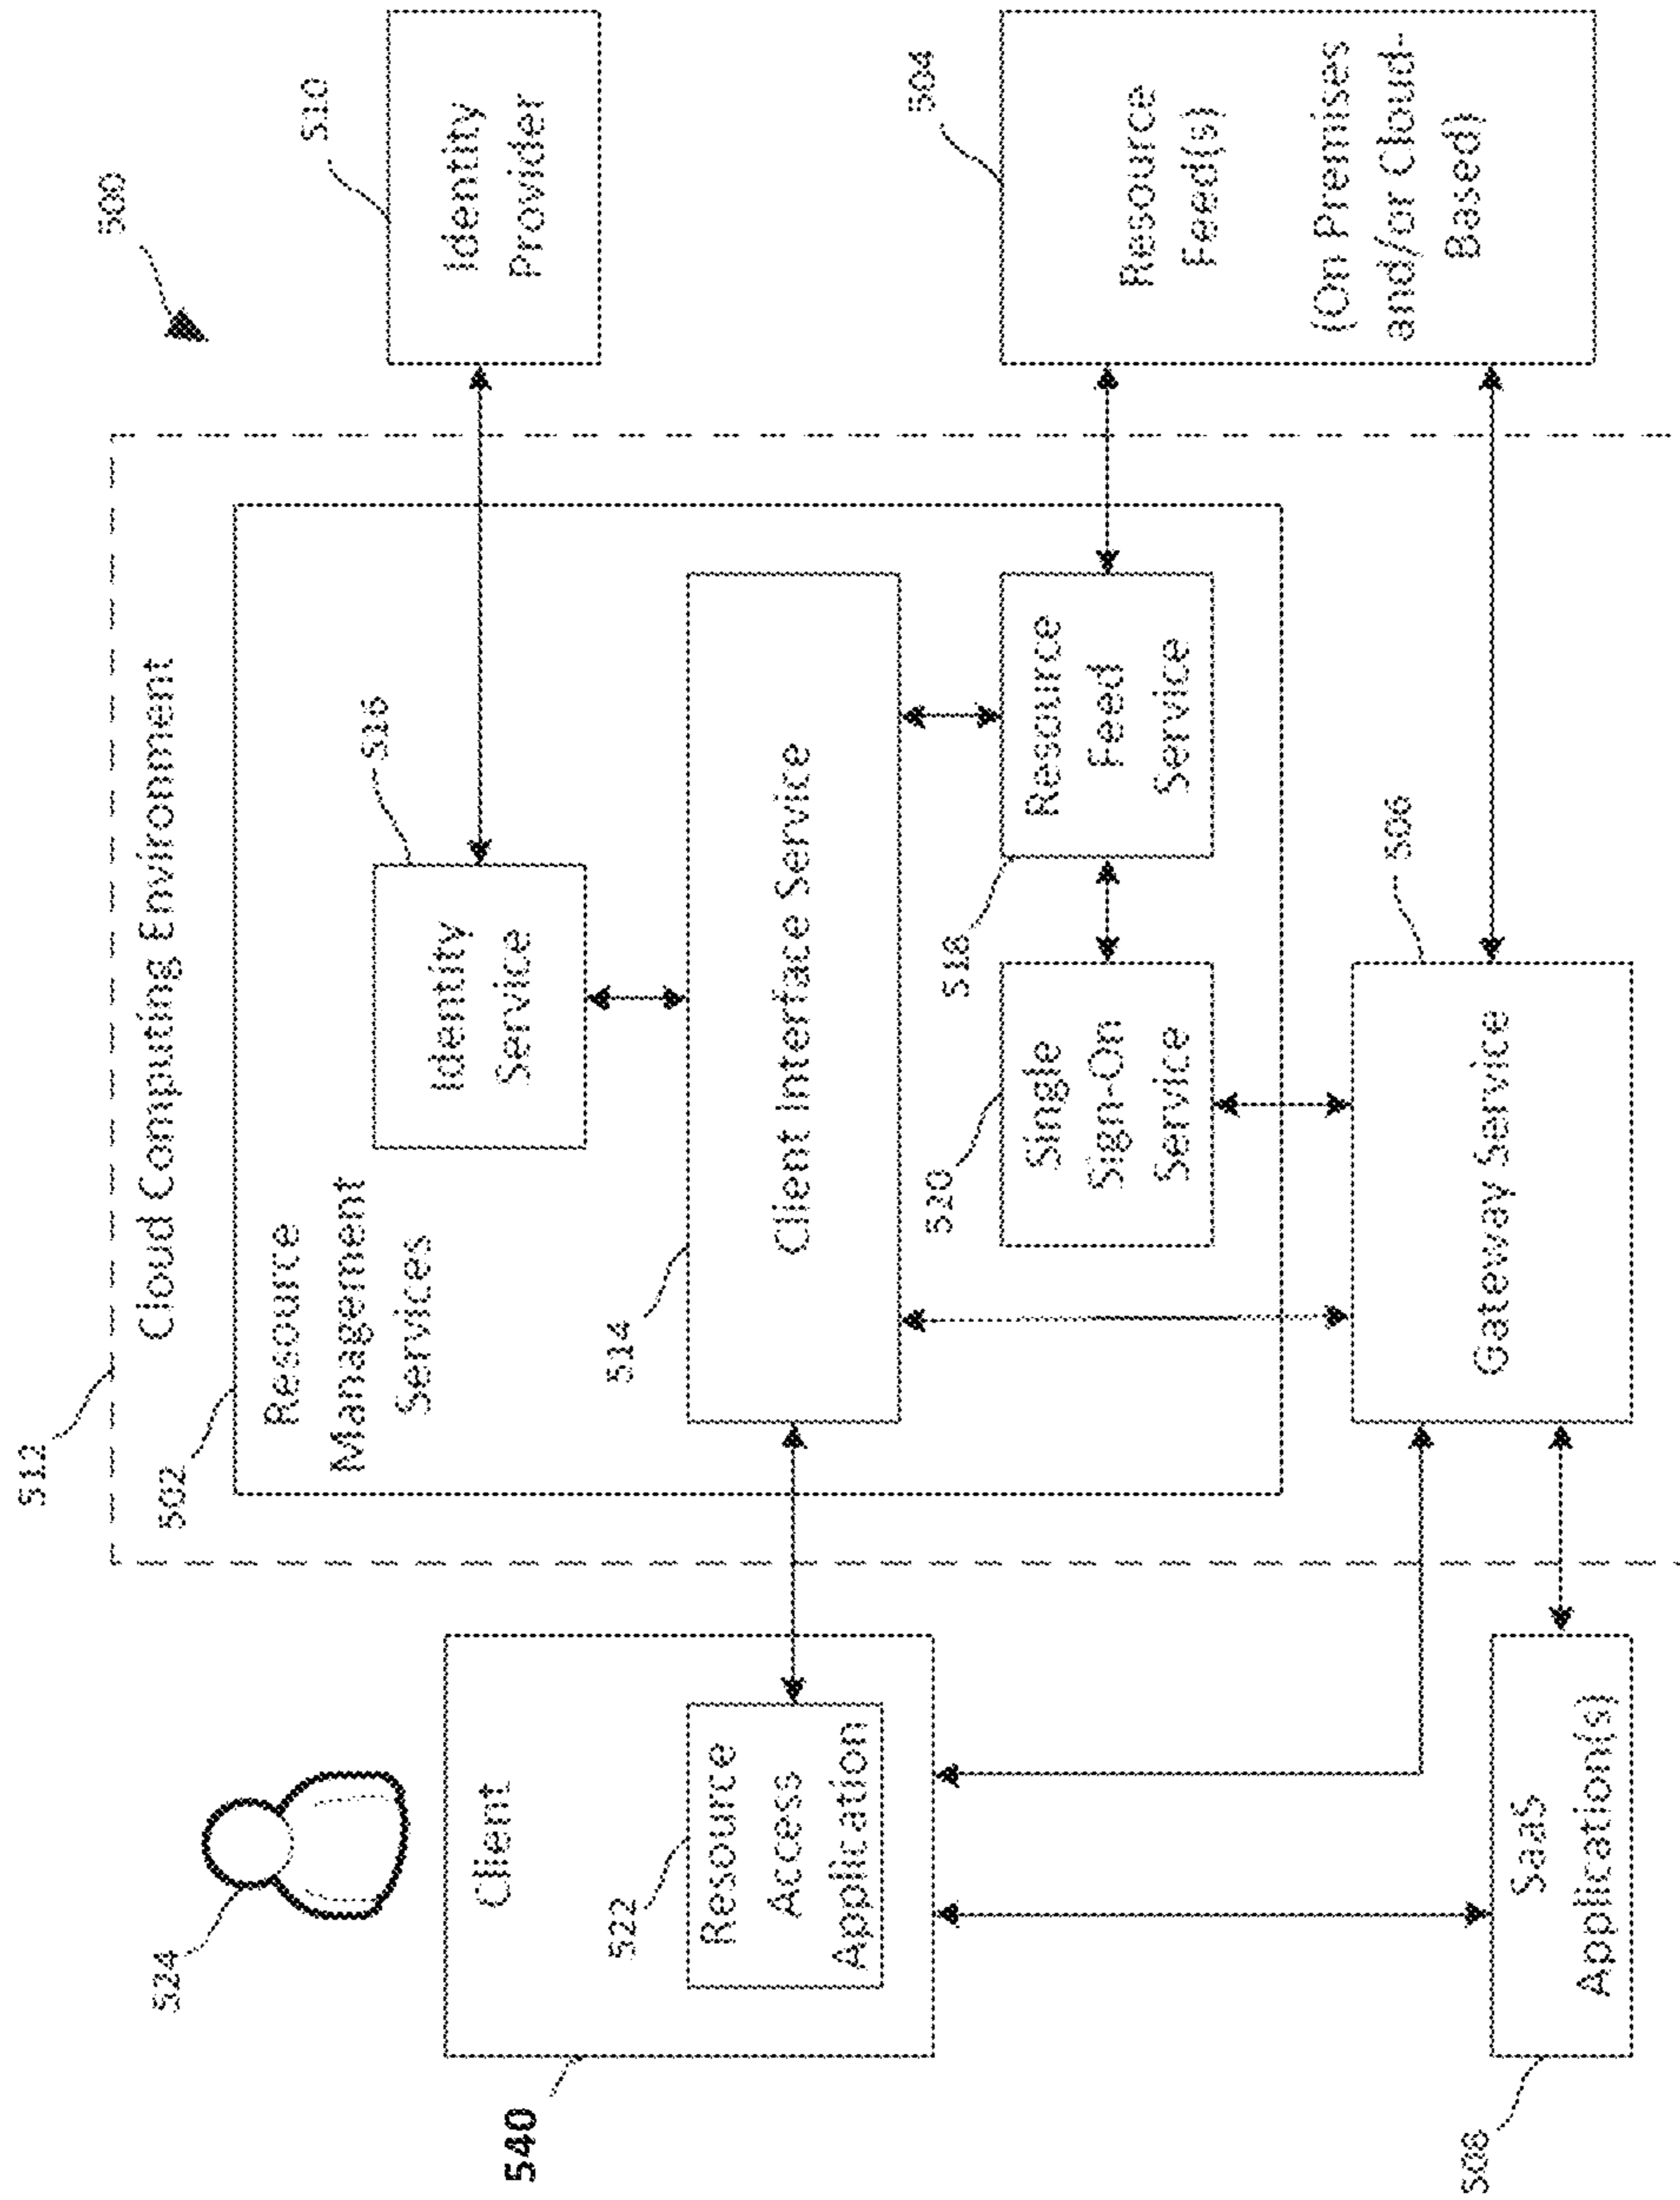 500
512
Cloud Computing Environment
502
Resource
Management
Services
524
540
Client
522
Resource
Access
Application
516
Identity
Service
510
Identity
Provider
514
Client Interface Service
520
Single
Sign-On
Service
518
Resource
Feed
Service
504
Resource
Feed(s)
(On Premises
and/or Cloud-
Based)
506
Gateway Service
508
SaaS
Application(s)